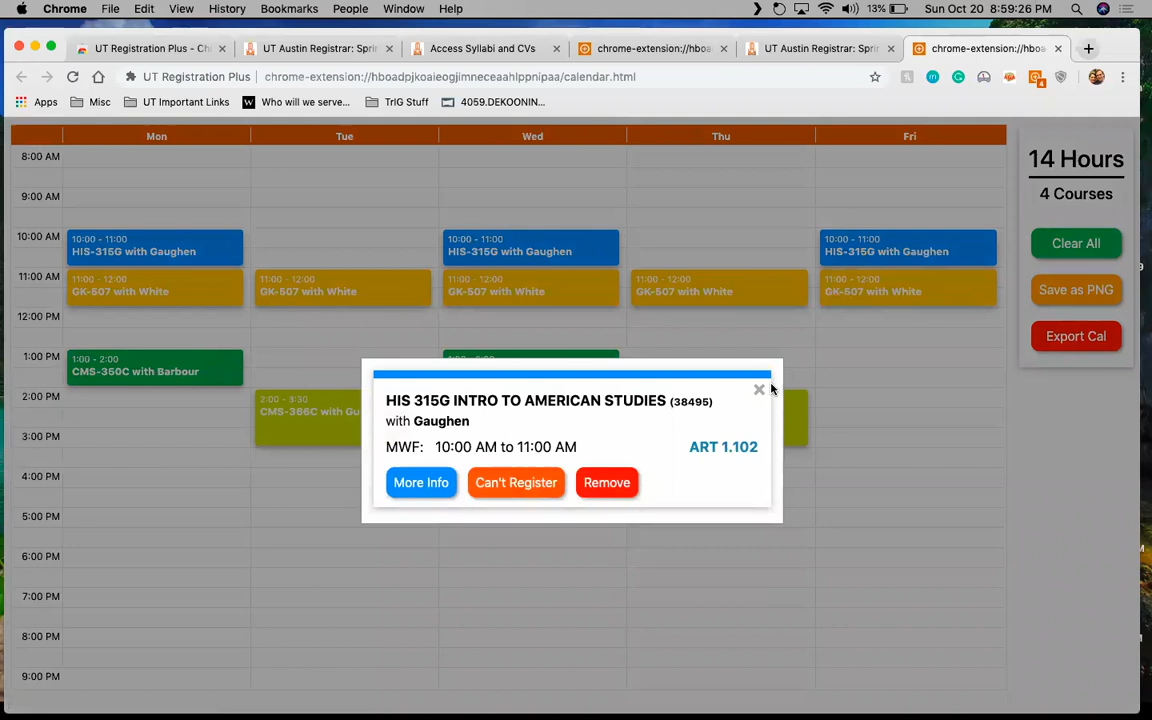 Chrome File Edit View History Bookmarks People Window Help 13% Sun Oct 20 8:59:26 PM
UT Registration Plus - Ch UT Austin Registrar: Sprin Access Syllabi and CVs chrome-extension://hboa UT Austin Registrar: Sprin chrome-extension://hboa
UT Registration Plus chrome-extension://hboadpjkoaieogjimneceaahlppnipaa/calendar.html 4
Apps Misc UT Important Links W Who will we serve... TrIG Stuff 4059.DEKOONIN...
Mon Tue Wed Thu Fri
8:00 AM
9:00 AM
10:00 AM
11:00 AM
12:00 PM
1:00 PM
2:00 PM
3:00 PM
4:00 PM
5:00 PM
6:00 PM
7:00 PM
8:00 PM
9:00 PM
10:00 - 11:00
HIS-315G with Gaughen
11:00 - 12:00
GK-507 with White
1:00 - 2:00
CMS-350C with Barbour
11:00 - 12:00
GK-507 with White
2:00 - 3:30
CMS-366C with Gu
10:00 - 11:00
HIS-315G with Gaughen
11:00 - 12:00
GK-507 with White
1:00 - 2:00
11:00 - 12:00
GK-507 with White
10:00 - 11:00
HIS-315G with Gaughen
11:00 - 12:00
GK-507 with White
HIS 315G INTRO TO AMERICAN STUDIES (38495)
with Gaughen
MWF: 10:00 AM to 11:00 AM ART 1.102
More Info Can't Register Remove
14 Hours
4 Courses
Clear All
Save as PNG
Export Cal